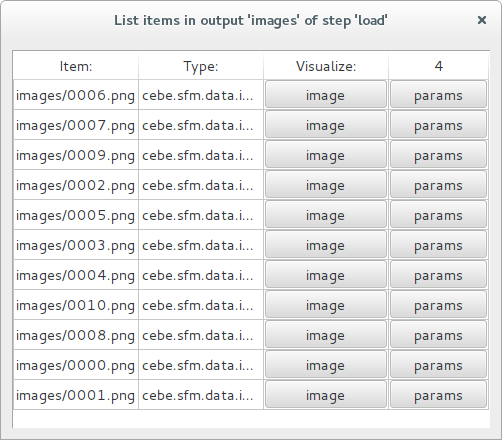 List items in output 'images' of step 'load' ×
Item: Type: Visualize: 4
images/0006.png cebe.sfm.data.i... image params
images/0007.png cebe.sfm.data.i... image params
images/0009.png cebe.sfm.data.i... image params
images/0002.png cebe.sfm.data.i... image params
images/0005.png cebe.sfm.data.i... image params
images/0003.png cebe.sfm.data.i... image params
images/0004.png cebe.sfm.data.i... image params
images/0010.png cebe.sfm.data.i... image params
images/0008.png cebe.sfm.data.i... image params
images/0000.png cebe.sfm.data.i... image params
images/0001.png cebe.sfm.data.i... image params